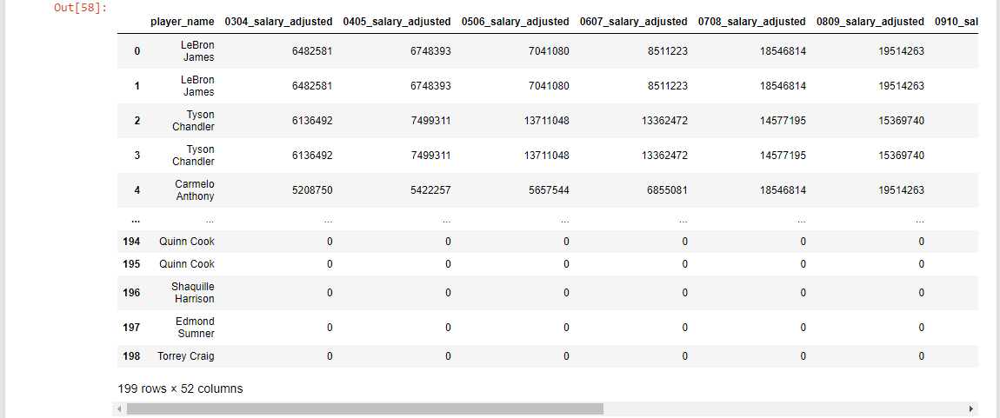 Out[58]:
player_name 0304_salary_adjusted 0405_salary_adjusted 0506_salary_adjusted 0607_salary_adjusted 0708_salary_adjusted 0809_salary_adjusted 0910_sal
0 LeBron James 6482581 6748393 7041080 8511223 18546814 19514263
1 LeBron James 6482581 6748393 7041080 8511223 18546814 19514263
2 Tyson Chandler 6136492 7499311 13711048 13362472 14577195 15369740
3 Tyson Chandler 6136492 7499311 13711048 13362472 14577195 15369740
4 Carmelo Anthony 5208750 5422257 5657544 6855081 18546814 19514263
... ... ... ... ... ... ... ...
194 Quinn Cook 0 0 0 0 0 0
195 Quinn Cook 0 0 0 0 0 0
196 Shaquille Harrison 0 0 0 0 0 0
197 Edmond Sumner 0 0 0 0 0 0
198 Torrey Craig 0 0 0 0 0 0
199 rows × 52 columns